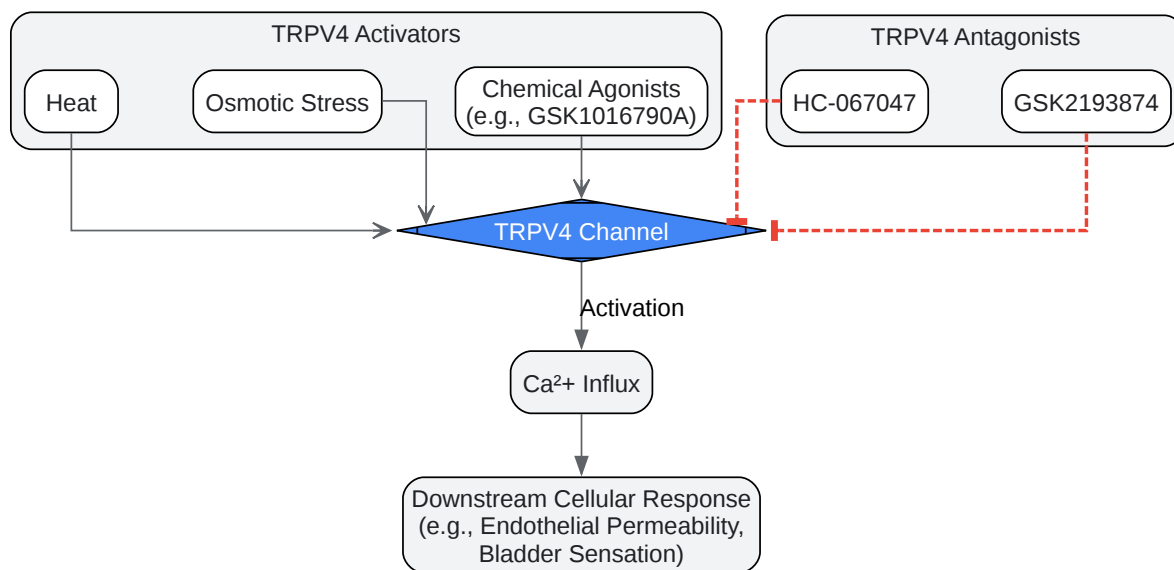 TRPV4 Activators
TRPV4 Antagonists
Heat
Osmotic Stress
Chemical Agonists
(e.g., GSK1016790A)
HC-067047
GSK2193874
TRPV4 Channel
Activation
Ca²+ Influx
Downstream Cellular Response
(e.g., Endothelial Permeability,
Bladder Sensation)